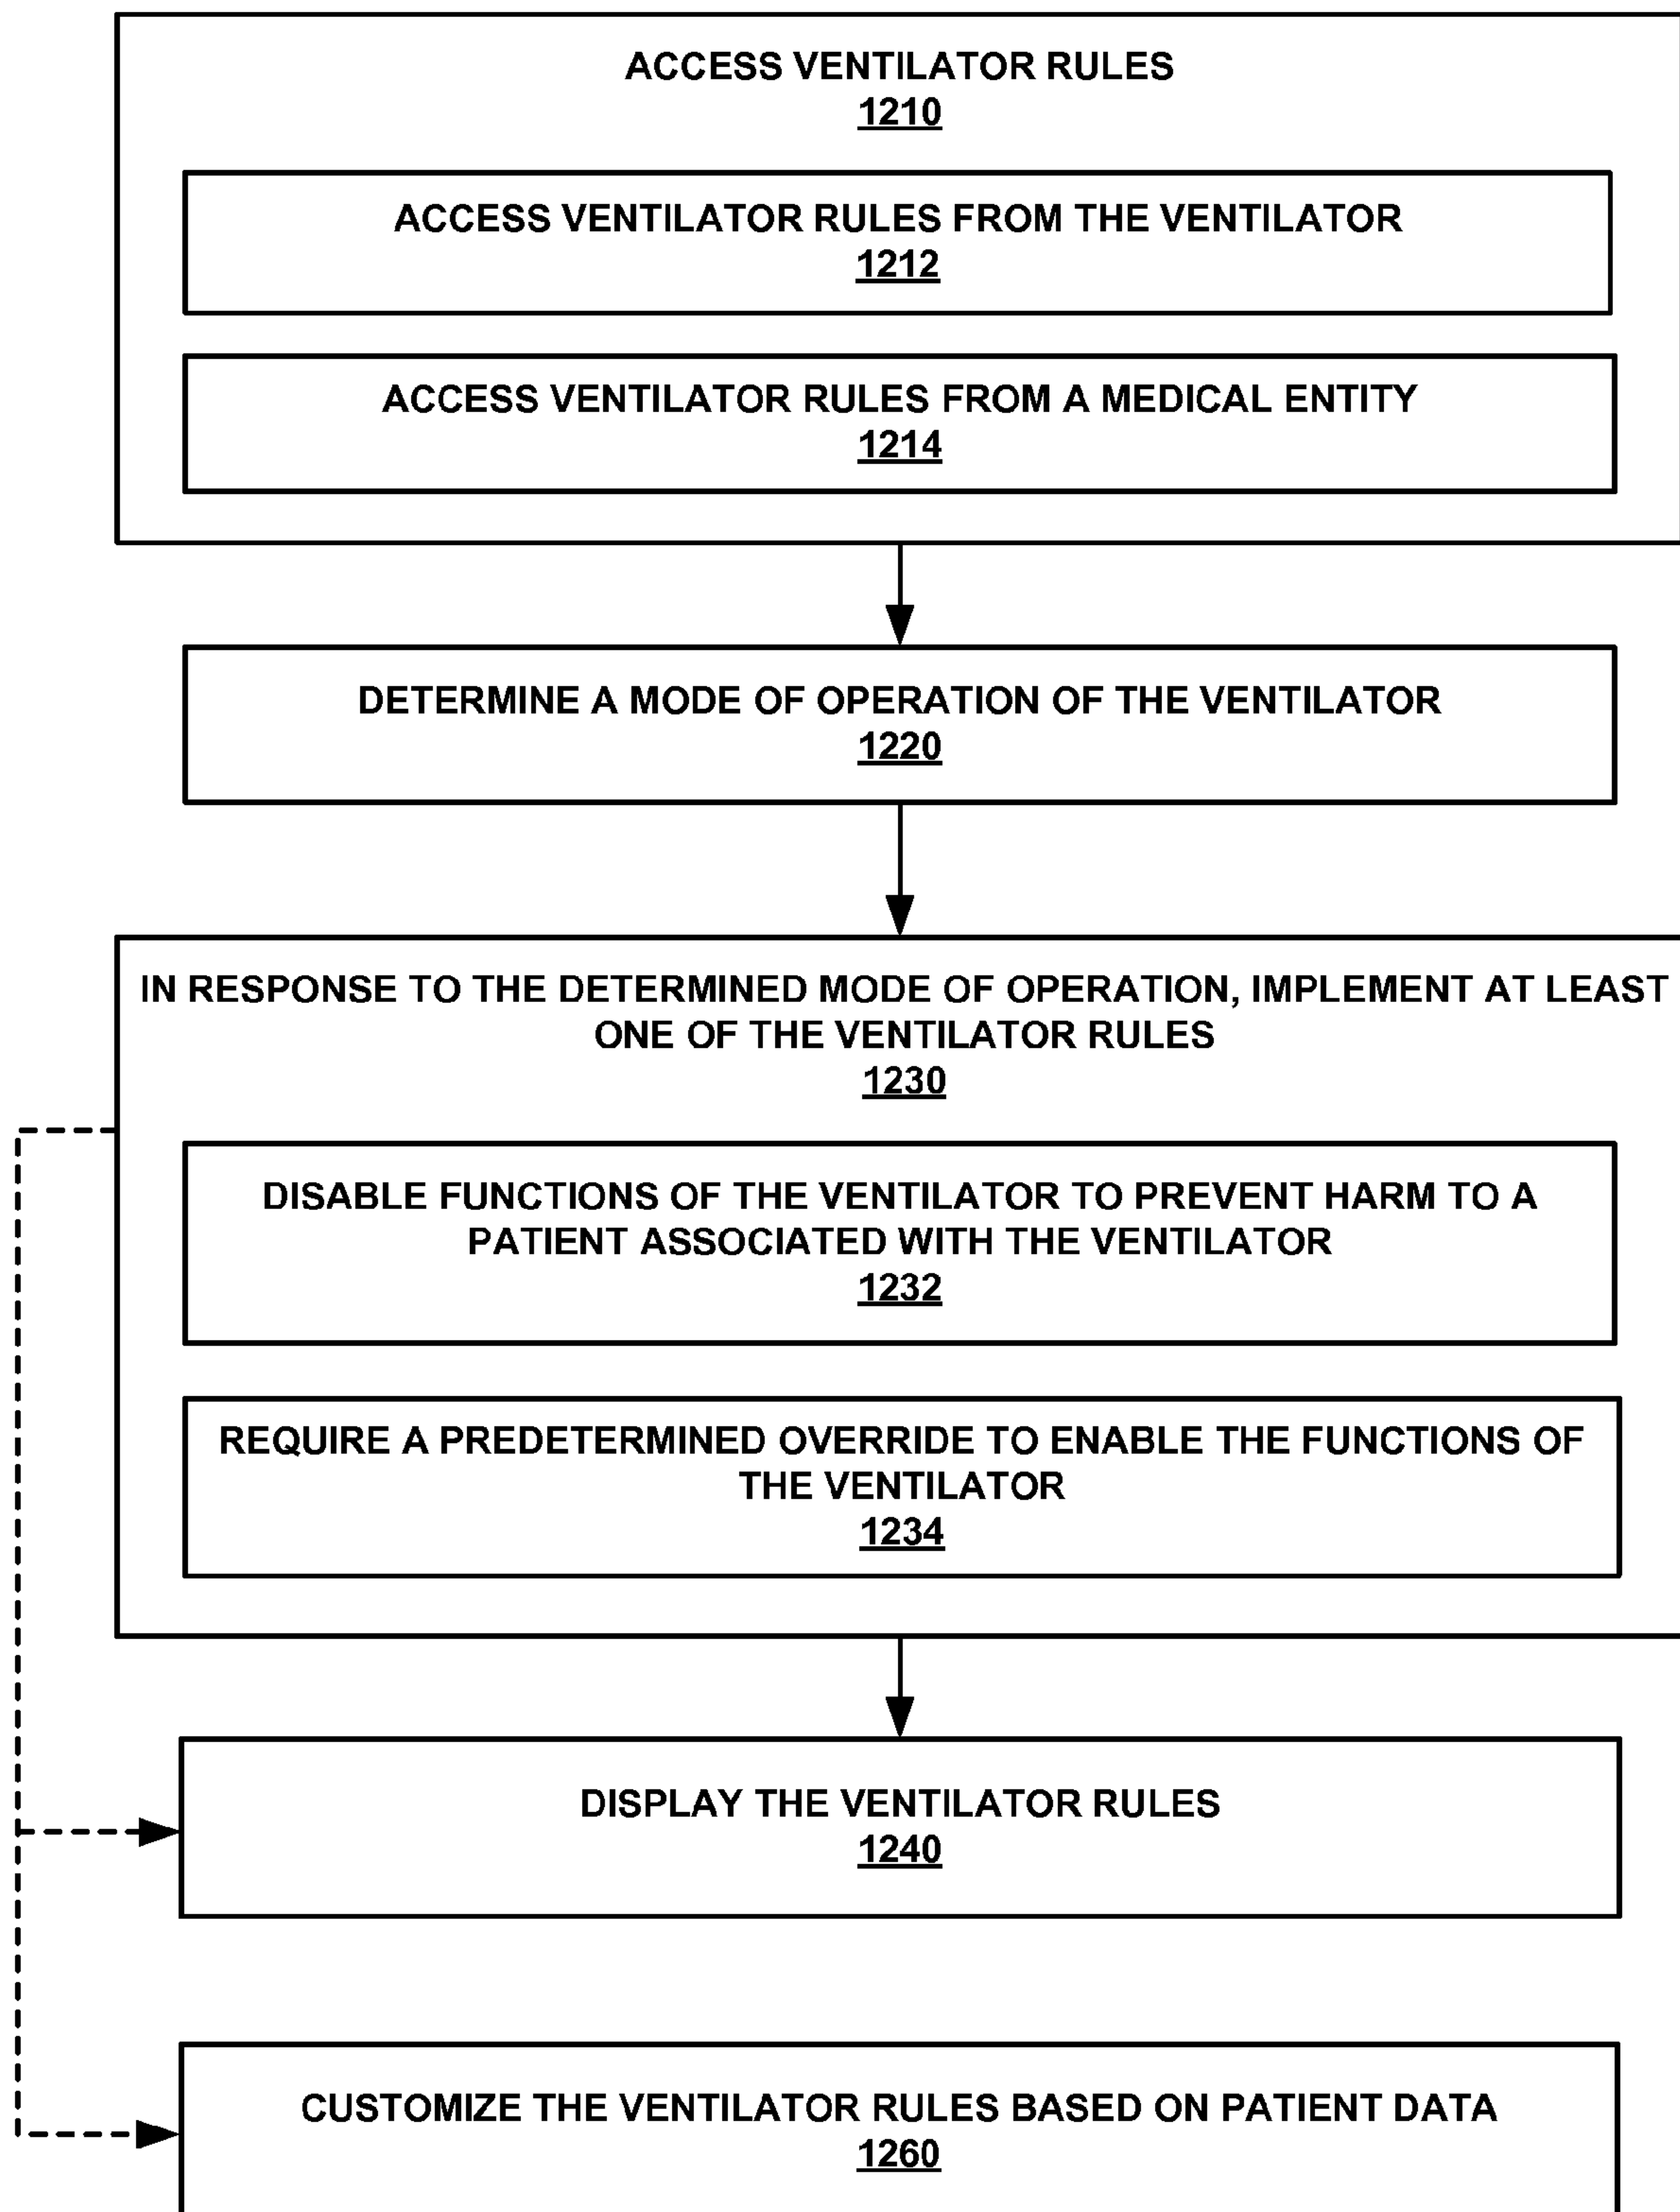 ACCESS VENTILATOR RULES
1210
ACCESS VENTILATOR RULES FROM THE VENTILATOR
1212
ACCESS VENTILATOR RULES FROM A MEDICAL ENTITY
1214
DETERMINE A MODE OF OPERATION OF THE VENTILATOR
1220
IN RESPONSE TO THE DETERMINED MODE OF OPERATION, IMPLEMENT AT LEAST
ONE OF THE VENTILATOR RULES
1230
DISABLE FUNCTIONS OF THE VENTILATOR TO PREVENT HARM TO A
PATIENT ASSOCIATED WITH THE VENTILATOR
1232
REQUIRE A PREDETERMINED OVERRIDE TO ENABLE THE FUNCTIONS OF
THE VENTILATOR
1234
DISPLAY THE VENTILATOR RULES
1240
CUSTOMIZE THE VENTILATOR RULES BASED ON PATIENT DATA
1260